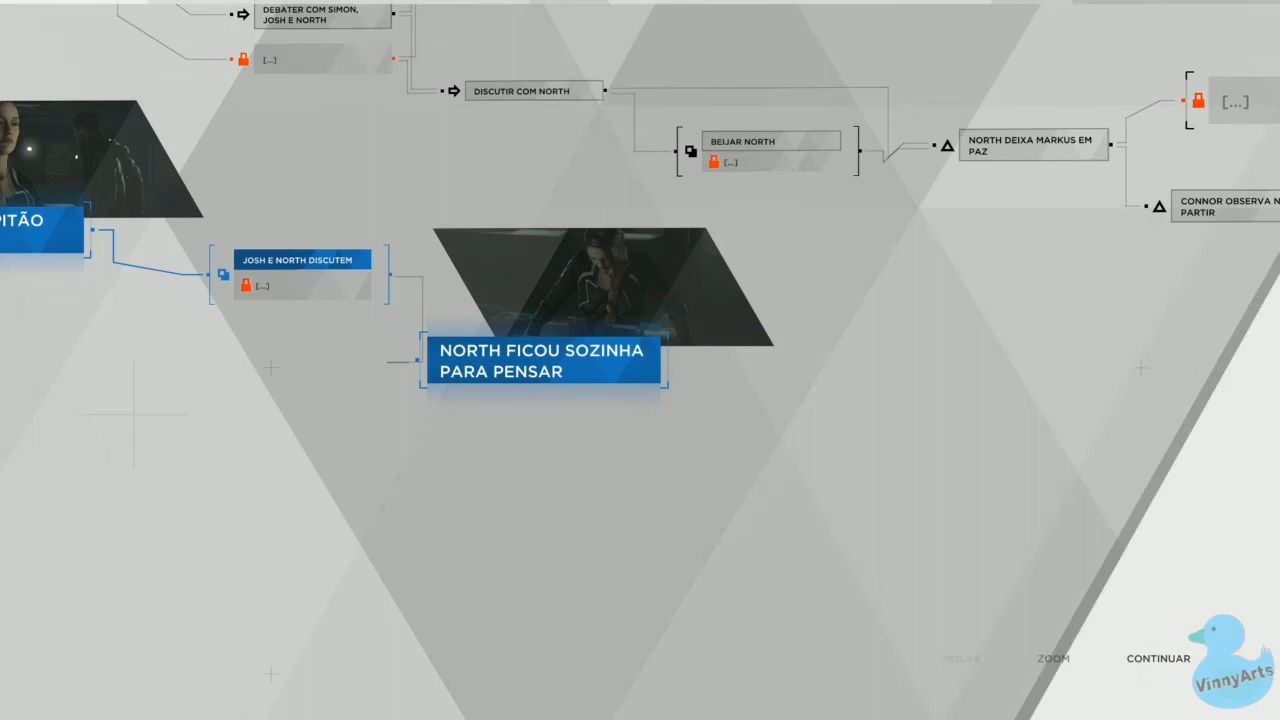 DEBATER COM SIMON,
JOSH E NORTH
[...]
DISCUTIR COM NORTH
[...]
BEIJAR NORTH
[...]
NORTH DEIXA MARKUS EM
PAZ
CONNOR OBSERVA N
PARTIR
PITÃO
JOSH E NORTH DISCUTEM
[...]
NORTH FICOU SOZINHA
PARA PENSAR
ZOOM
CONTINUAR
VinnyArts